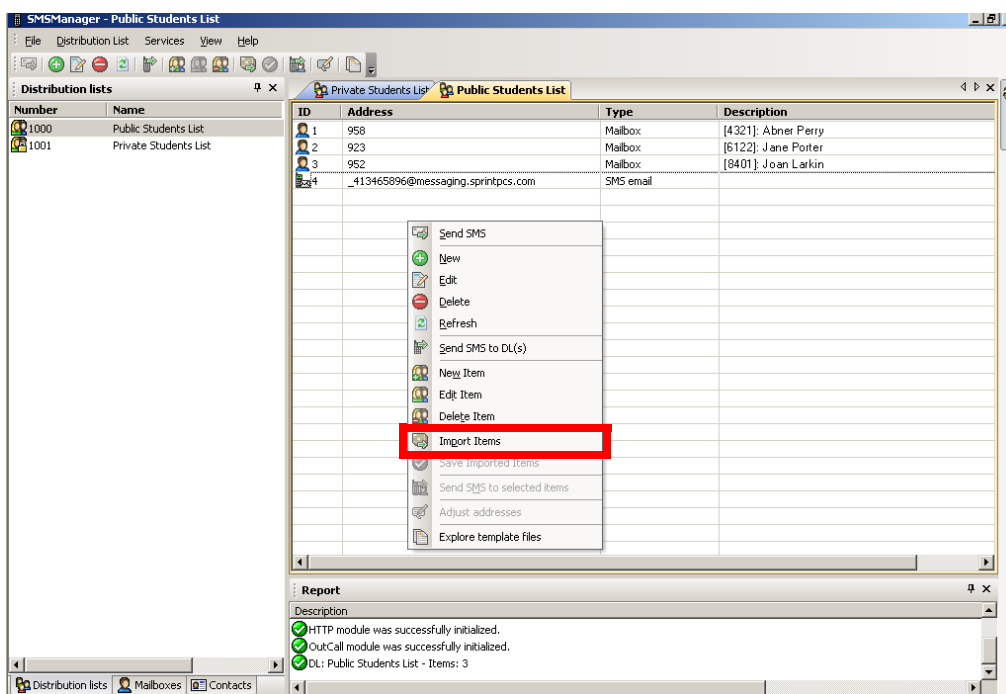 SMSManager - Public Students List
File Distribution List Services View Help
Distribution lists
Number Name
1000 Public Students List
1001 Private Students List
Private Students List Public Students List
ID Address Type Description
1 958 Mailbox [4321]: Abner Perry
2 923 Mailbox [6122]: Jane Porter
3 952 Mailbox [8401]: Joan Larkin
4 _413465896@messaging.sprintpcs.com SMS email
Send SMS
New
Edit
Delete
Refresh
Send SMS to DL(s)
New Item
Edit Item
Delete Item
Import Items
Save Imported Items
Send SMS to selected items
Adjust addresses
Explore template files
Report
Description
HTTP module was successfully initialized.
OutCall module was successfully initialized.
DL: Public Students List - Items: 3
Distribution lists Mailboxes Contacts